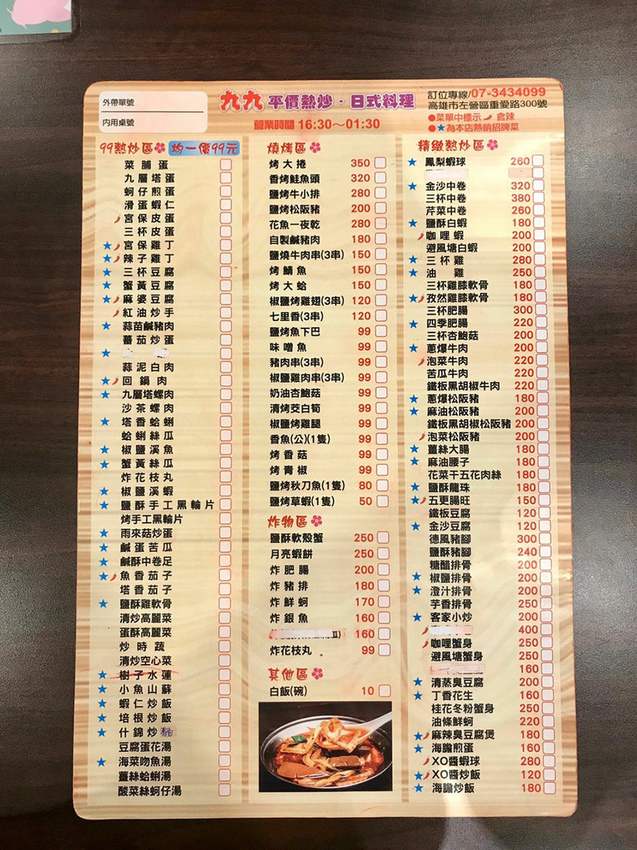 外帶單號
內用桌號
九九 平價熱炒・日式料理
營業時間 16:30～01:30
訂位專線/07-3434099
高雄市左營區重愛路300號
●菜單中標示 會辣
●★為本店熱銷招牌菜
99熱炒區 均一價99元
菜脯蛋
九層塔蛋
蚵仔煎蛋
滑蛋蝦仁
宮保皮蛋
三杯皮蛋
★宮保雞丁
★辣子雞丁
★三杯豆腐
★蟹黃豆腐
★麻婆豆腐
紅油炒手
★蒜苗鹹豬肉
蕃茄炒蛋
★
蒜泥白肉
★回鍋肉
★九層塔螺肉
沙茶螺肉
★塔香蛤蜊
蛤蜊絲瓜
★椒鹽溪魚
★蟹黃絲瓜
炸花枝丸
★椒鹽溪蝦
★鹽酥手工黑輪片
烤手工黑輪片
★雨來菇炒蛋
★鹹蛋苦瓜
★鹹酥中卷足
★魚香茄子
塔香茄子
★鹽酥雞軟骨
清炒高麗菜
蛋酥高麗菜
炒時蔬
清炒空心菜
★樹子水蓮
★小魚山蘇
★蝦仁炒飯
★培根炒飯
★什錦炒
豆腐蛋花湯
★海菜吻魚湯
薑絲蛤蜊湯
酸菜絲蚵仔湯
燒烤區
烤大捲 350
香烤鮭魚頭 320
鹽烤牛小排 280
鹽烤松阪豬 200
花魚一夜乾 280
自製鹹豬肉 180
鹽燒牛肉串(3串) 150
烤鯖魚 150
烤大蛤 150
椒鹽烤雞翅(3串) 120
七里香(3串) 120
鹽烤魚下巴 99
味噌魚 99
豬肉串(3串) 99
椒鹽雞肉串(3串) 99
奶油杏鮑菇 99
清烤茭白筍 99
椒鹽烤雞腿 99
香魚(公)(1隻) 99
烤香菇 99
烤青椒 99
鹽烤秋刀魚(1隻) 80
鹽烤草蝦(1隻) 50
炸物區
鹽酥軟殼蟹 250
月亮蝦餅 250
炸肥腸 200
炸豬排 180
炸鮮蚵 170
炸銀魚 160
160
炸花枝丸 99
其他區
白飯(碗) 10
精緻熱炒區
★鳳梨蝦球 260
★金沙中卷 320
三杯中卷 380
芹菜中卷 260
★鹽酥白蝦 180
咖哩蝦 200
避風塘白蝦 200
★三杯雞 280
★油雞 250
三杯雞膝軟骨 180
★孜然雞膝軟骨 180
三杯肥腸 300
★四季肥腸 220
三杯杏鮑菇 200
★蔥爆牛肉 200
泡菜牛肉 220
苦瓜牛肉 220
鐵板黑胡椒牛肉 220
★蔥爆松阪豬 180
★麻油松阪豬 200
鐵板黑胡椒松阪豬 200
泡菜松阪豬 200
★薑絲大腸 180
★麻油腰子 180
花菜干五花肉絲 180
★鹽酥龍珠 180
★五更腸旺 150
鐵板豆腐 120
★金沙豆腐 120
德風豬腳 300
鹽酥豬腳 240
糖醋排骨 200
★椒鹽排骨 200
★澄汁排骨 200
芋香排骨 250
★客家小炒 200
400
咖哩蟹身 250
避風塘蟹身 250
160
★清蒸臭豆腐 200
★丁香花生 160
桂花冬粉蟹身 250
油條鮮蚵 220
★麻辣臭豆腐煲 180
★海膽煎蛋 160
XO醬蝦球 280
★XO醬炒飯 120
★海膽炒飯 180